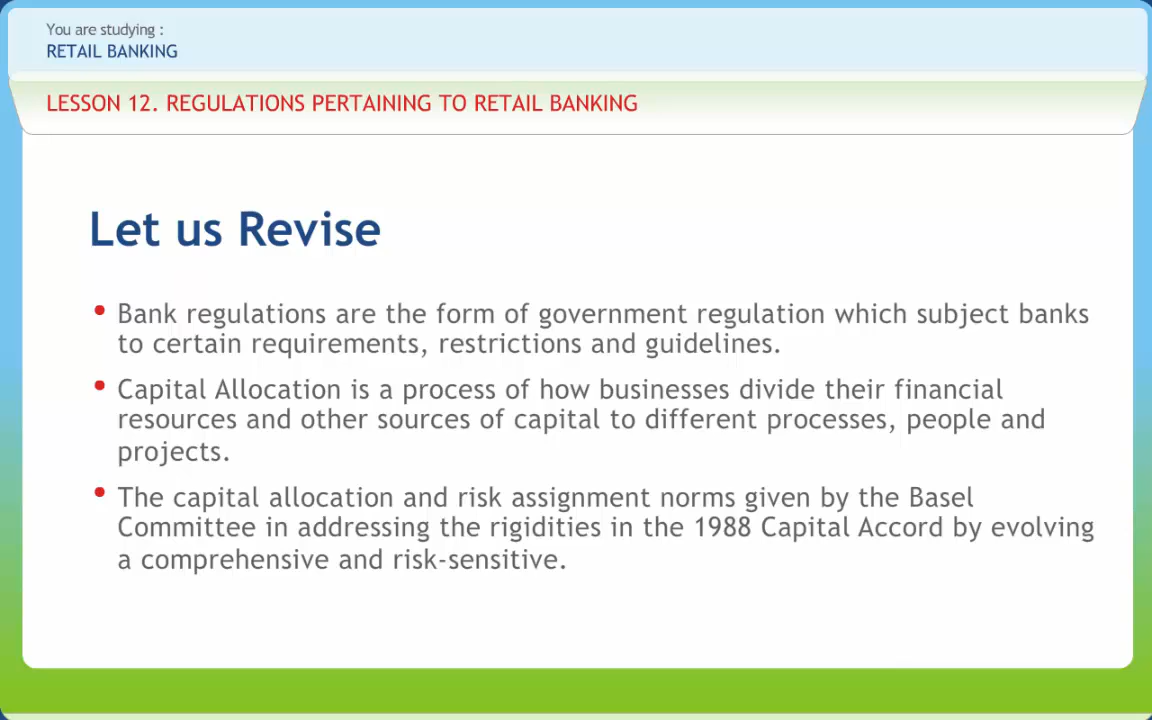 You are studying :
RETAIL BANKING
LESSON 12. REGULATIONS PERTAINING TO RETAIL BANKING
Let us Revise
• Bank regulations are the form of government regulation which subject banks
to certain requirements, restrictions and guidelines.
• Capital Allocation is a process of how businesses divide their financial
resources and other sources of capital to different processes, people and
projects.
• The capital allocation and risk assignment norms given by the Basel
Committee in addressing the rigidities in the 1988 Capital Accord by evolving
a comprehensive and risk-sensitive.